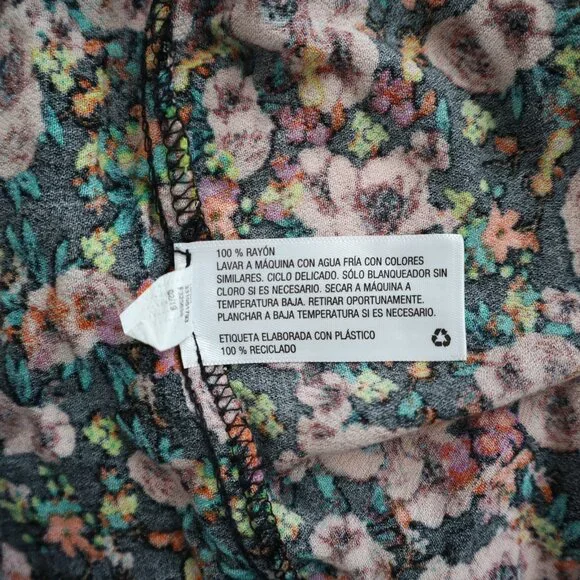 100 % RAYÓN
LAVAR A MÁQUINA CON AGUA FRÍA CON COLORES
SIMILARES. CICLO DELICADO. SÓLO BLANQUEADOR SIN
CLORO SI ES NECESARIO. SECAR A MÁQUINA A
TEMPERATURA BAJA. RETIRAR OPORTUNAMENTE.
PLANCHAR A BAJA TEMPERATURA SI ES NECESARIO.
ETIQUETA ELABORADA CON PLÁSTICO
100 % RECICLADO